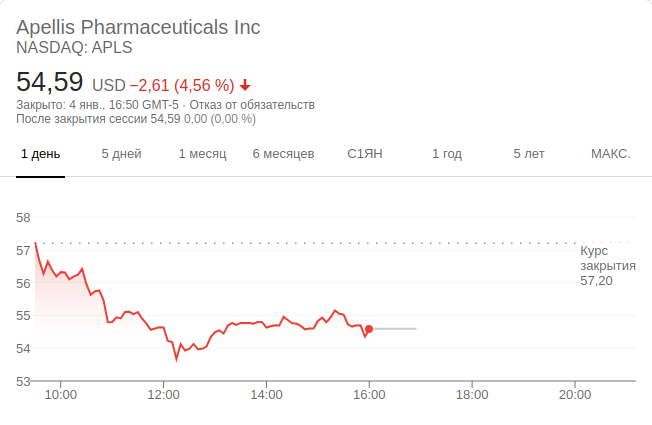 Apellis Pharmaceuticals Inc
NASDAQ: APLS
54,59 USD −2,61 (4,56 %)
Закрыто: 4 янв., 16:50 GMT-5 · Отказ от обязательств
После закрытия сессии 54,59 0,00 (0,00 %)
1 день 5 дней 1 месяц 6 месяцев С1ЯН 1 год 5 лет МАКС.
58
57
Курс
закрытия
57,20
56
55
54
53
10:00 12:00 14:00 16:00 18:00 20:00